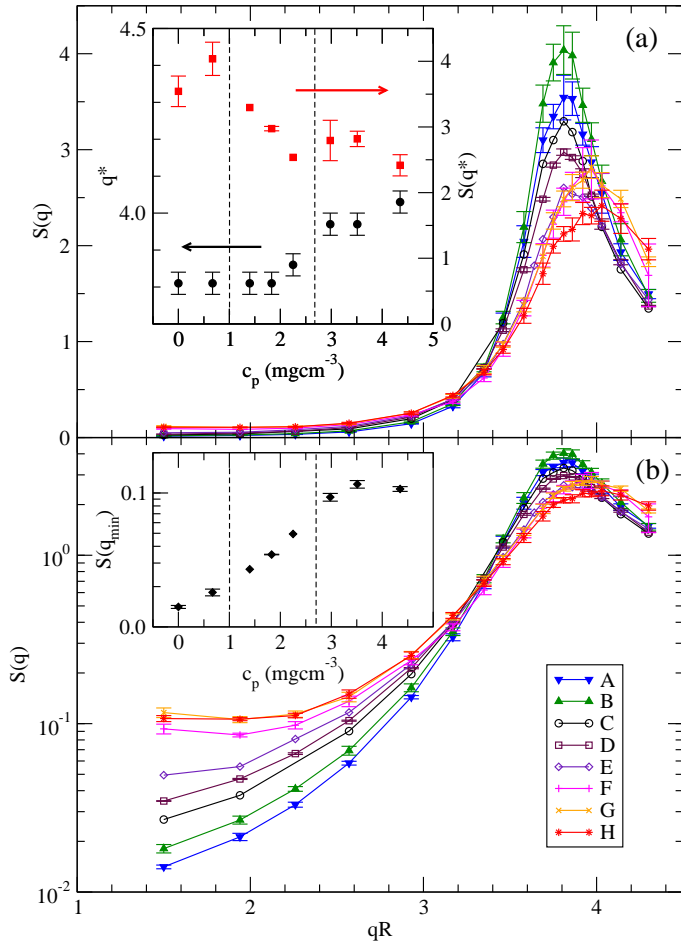 (a)
S(q)
4
3
2
1
0
4.5
4.0
q*
4
3
2
1
0
S(q*)
0 1 2 3 4 5
c_p (mgcm^-3)
(b)
S(q)
10^0
10^-1
10^-2
0.1
0.0
S(q_min)
0 1 2 3 4 5
c_p (mgcm^-3)
A
B
C
D
E
F
G
H
1 2 3 4
qR